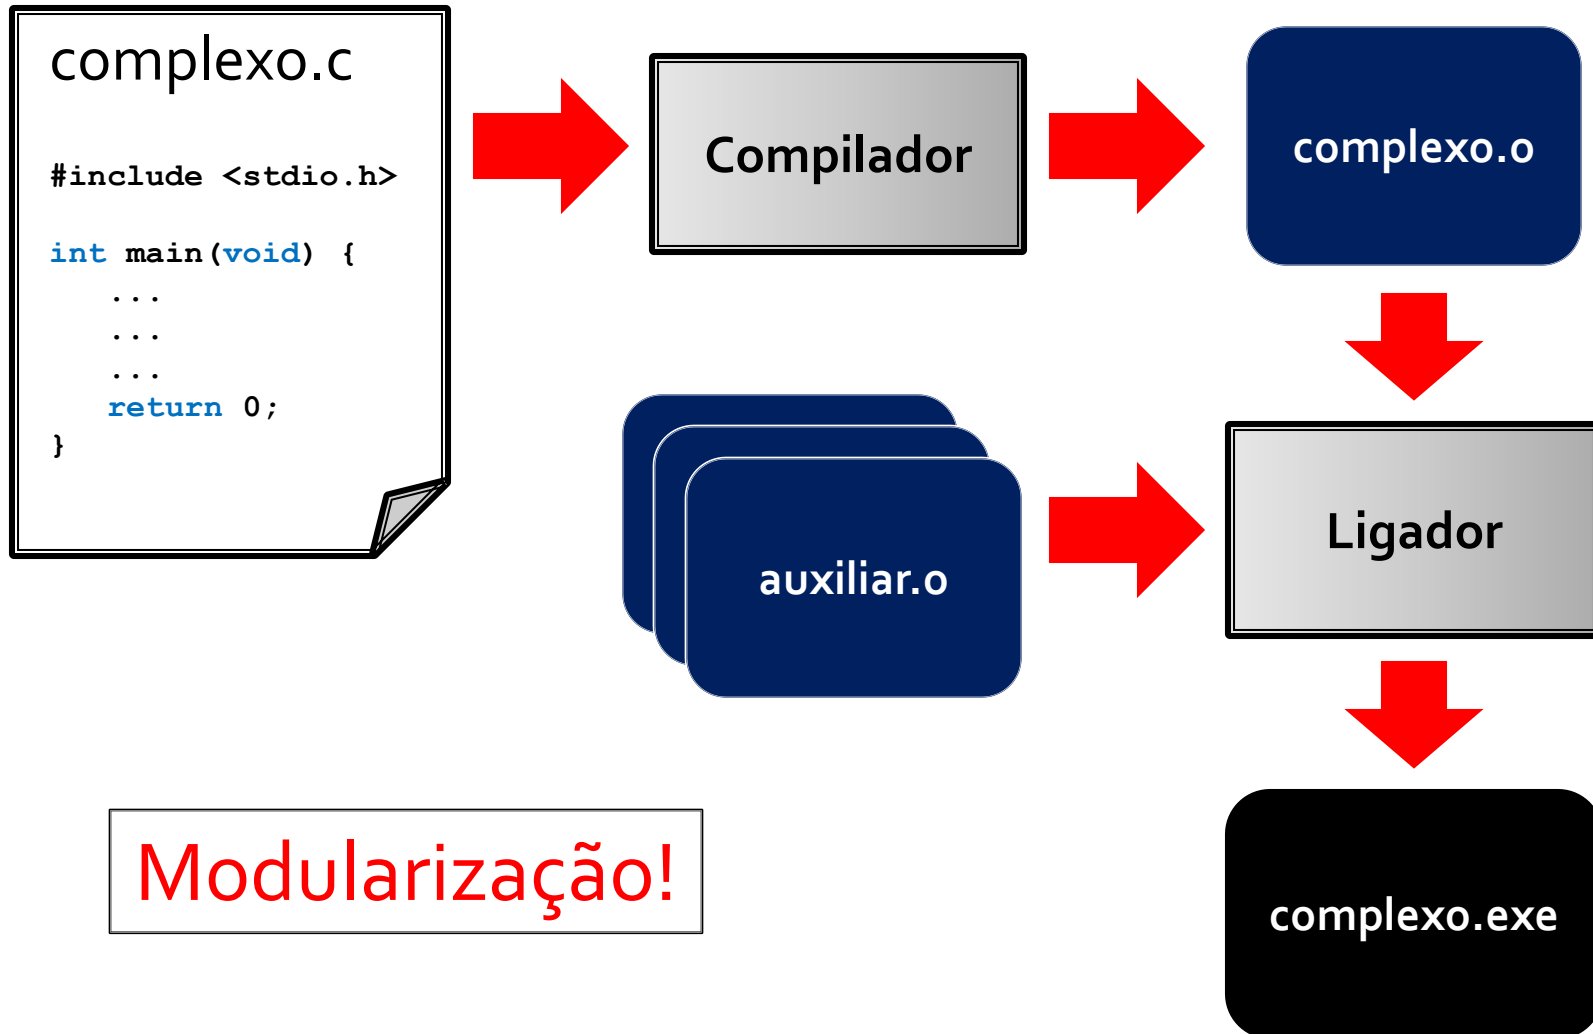 complexo.c
#include <stdio.h>
int main(void) {
...
...
...
return 0;
}
Compilador
complexo.o
auxiliar.o
Ligador
Modularização!
complexo.exe